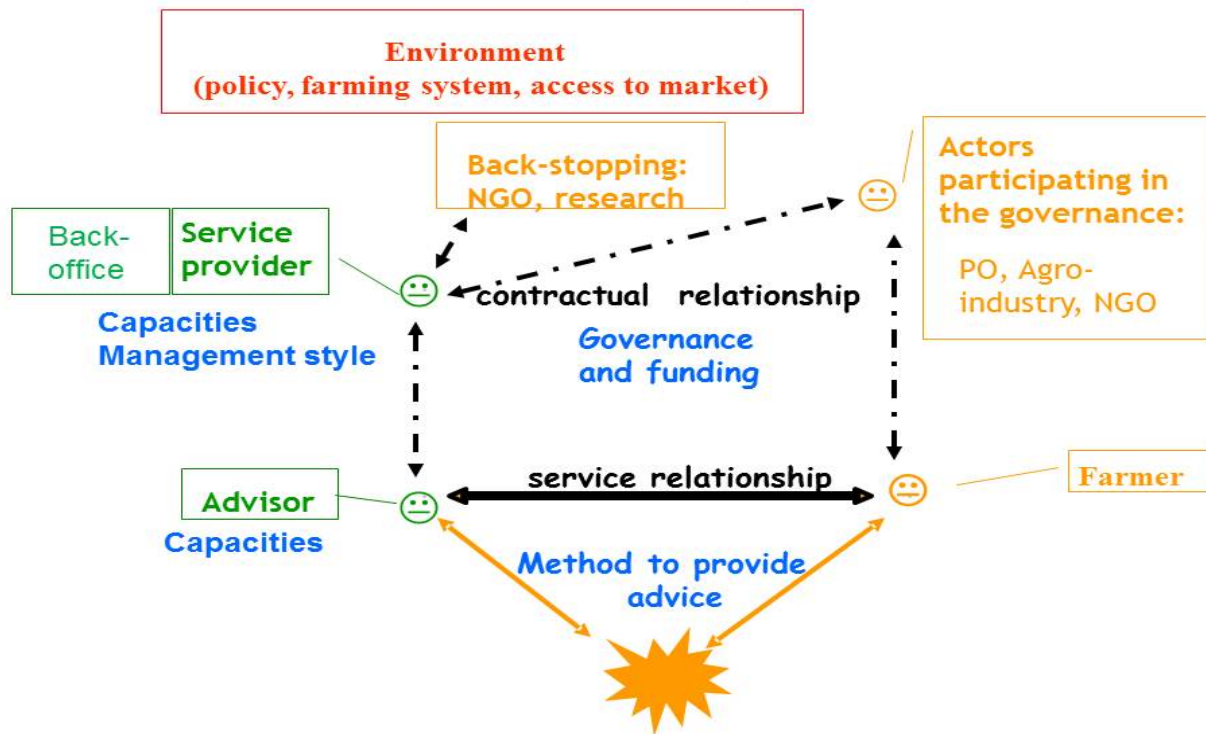 Environment
(policy, farming system, access to market)
Back-stopping:
NGO, research
Actors
participating in
the governance:
PO, Agro-
industry, NGO
Back-
office
Service
provider
Capacities
Management style
contractual relationship
Governance
and funding
service relationship
Advisor
Capacities
Farmer
Method to provide
advice